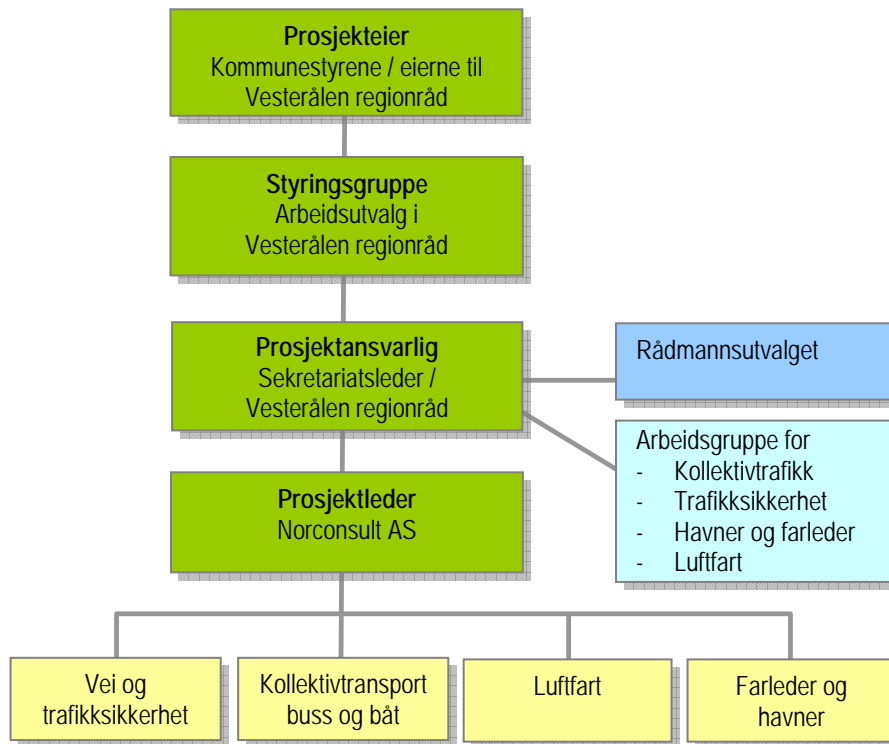 Prosjekteier
Kommunestyrene / eierne til
Vesterålen regionråd
Styringsgruppe
Arbeidsutvalg i
Vesterålen regionråd
Prosjektansvarlig
Sekretariatsleder /
Vesterålen regionråd
Rådmannsutvalget
Arbeidsgruppe for
- Kollektivtrafikk
- Trafikksikkerhet
- Havner og farleder
- Luftfart
Prosjektleder
Norconsult AS
Vei og
trafikksikkerhet
Kollektivtransport
buss og båt
Luftfart
Farleder og
havner